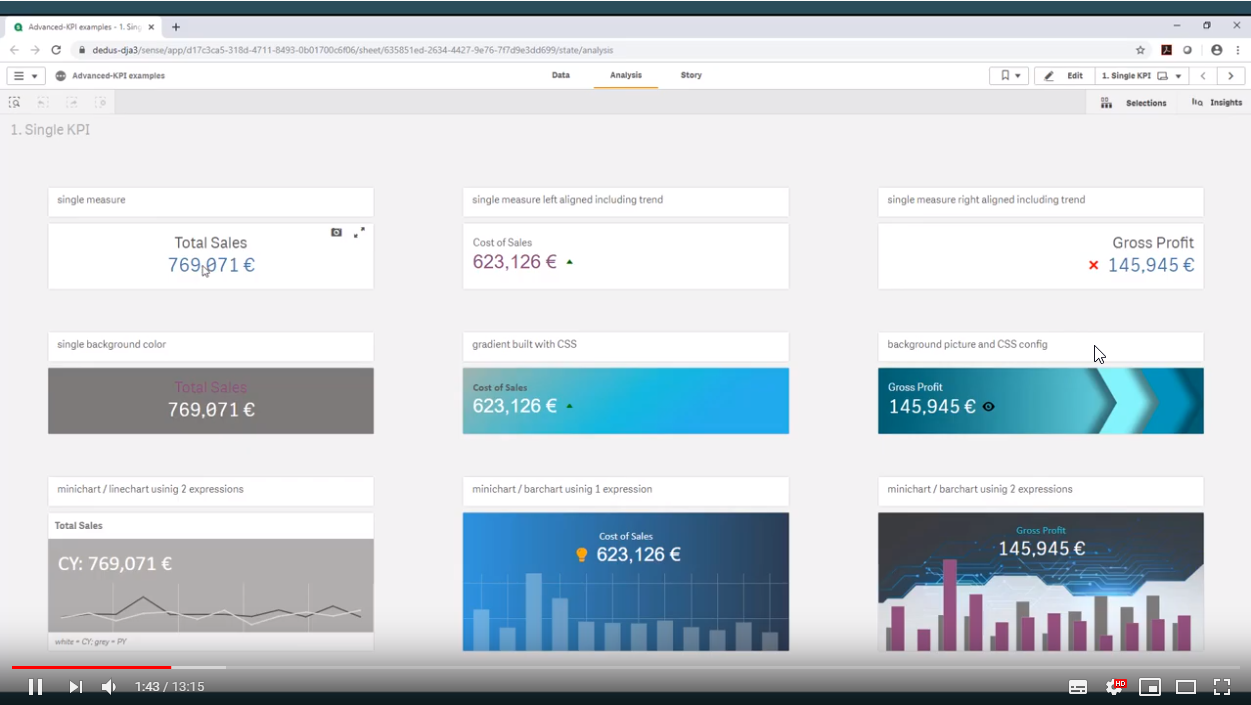 Advanced-KPI examples - 1. Sing
dedus-dja3/sense/app/d17c3ca5-318d-4711-8493-0b01700c6f06/sheet/635851ed-2634-4427-9e76-7f7d9e3dd699/state/analysis
Advanced-KPI examples
Data
Analysis
Story
Edit
1. Single KPI
Selections
Insights
1. Single KPI
single measure
single measure left aligned including trend
single measure right aligned including trend
Total Sales
769,071 €
Cost of Sales
623,126 €
Gross Profit
145,945 €
single background color
gradient built with CSS
background picture and CSS config
Total Sales
769,071 €
Cost of Sales
623,126 €
Gross Profit
145,945 €
minichart / linechart usinig 2 expressions
minichart / barchart usinig 1 expression
minichart / barchart usinig 2 expressions
Total Sales
CY: 769,071 €
white = CY; grey = PY
Cost of Sales
623,126 €
Gross Profit
145,945 €
1:43 / 13:15
HD